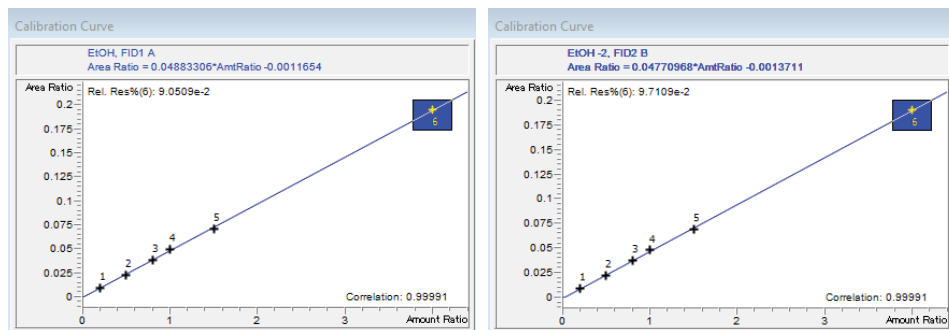 Calibration Curve
EtOH, FID1 A
Area Ratio = 0.04883306*AmtRatio -0.0011654
Area Ratio
Rel. Res%(6): 9.0509e-2
0.2
0.175
0.15
0.125
0.1
0.075
0.05
0.025
0
1
2
3
4
5
6
Correlation: 0.99991
0
1
2
3
Amount Ratio
Calibration Curve
EtOH -2, FID2 B
Area Ratio = 0.04770968*AmtRatio -0.0013711
Area Ratio
Rel. Res%(6): 9.7109e-2
0.2
0.175
0.15
0.125
0.1
0.075
0.05
0.025
0
1
2
3
4
5
6
Correlation: 0.99991
0
1
2
3
Amount Ratio